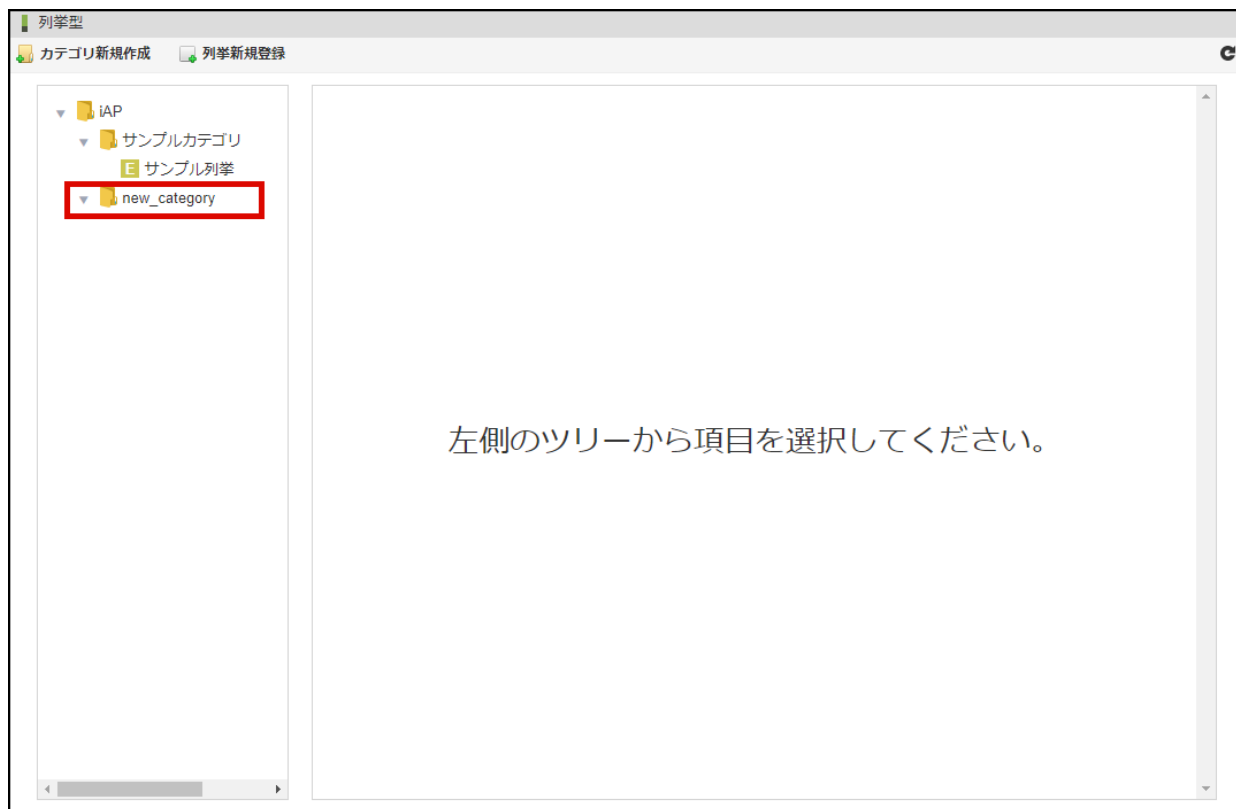 列挙型
カテゴリ新規作成 列挙新規登録
iAP
サンプルカテゴリ
E サンプル列挙
new_category
左側のツリーから項目を選択してください。